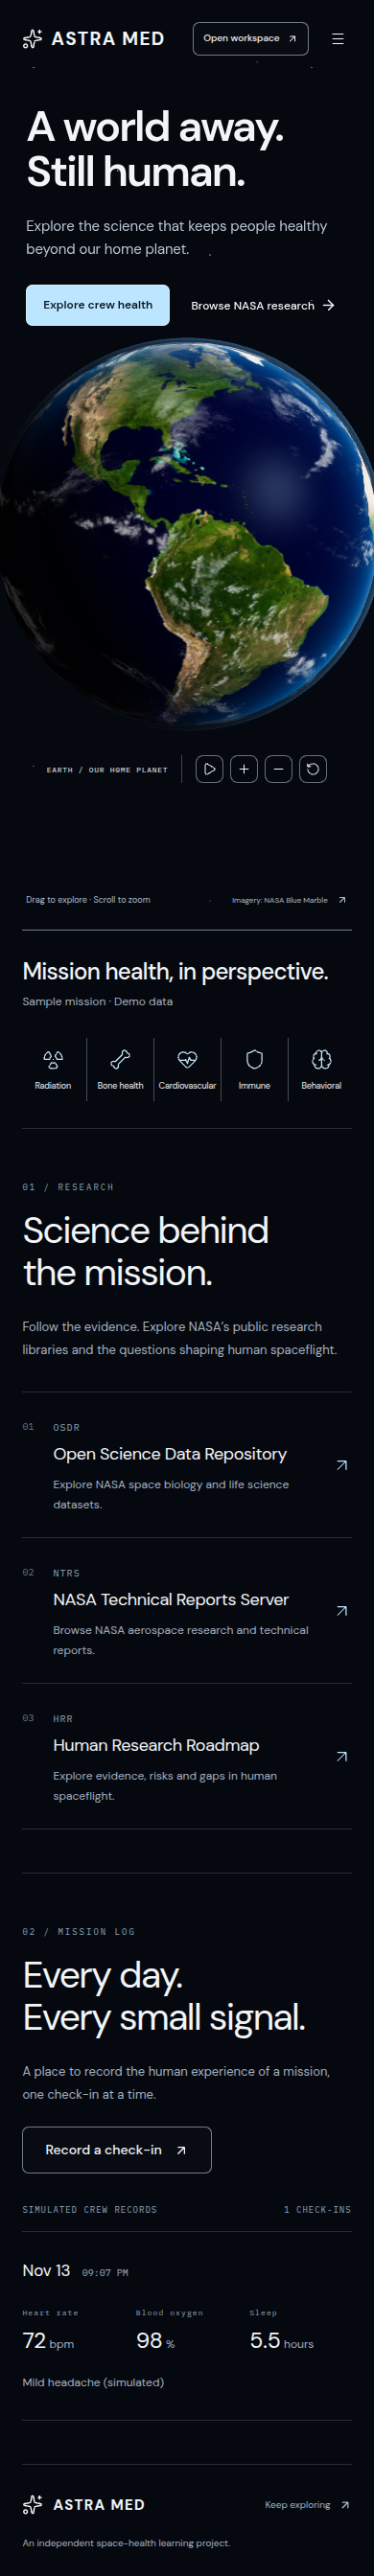 ASTRA MED
Open workspace
A world away.
Still human.
Explore the science that keeps people healthy
beyond our home planet.
Explore crew health
Browse NASA research
EARTH / OUR HOME PLANET
Drag to explore · Scroll to zoom
Imagery: NASA Blue Marble
Mission health, in perspective.
Sample mission · Demo data
Radiation
Bone health
Cardiovascular
Immune
Behavioral
01 / RESEARCH
Science behind
the mission.
Follow the evidence. Explore NASA's public research
libraries and the questions shaping human spaceflight.
01 OSDR
Open Science Data Repository
Explore NASA space biology and life science
datasets.
02 NTRS
NASA Technical Reports Server
Browse NASA aerospace research and technical
reports.
03 HRR
Human Research Roadmap
Explore evidence, risks and gaps in human
spaceflight.
02 / MISSION LOG
Every day.
Every small signal.
A place to record the human experience of a mission,
one check-in at a time.
Record a check-in
SIMULATED CREW RECORDS
1 CHECK-INS
Nov 13 09:07 PM
Heart rate
Blood oxygen
Sleep
72 bpm
98 %
5.5 hours
Mild headache (simulated)
ASTRA MED
Keep exploring
An independent space-health learning project.